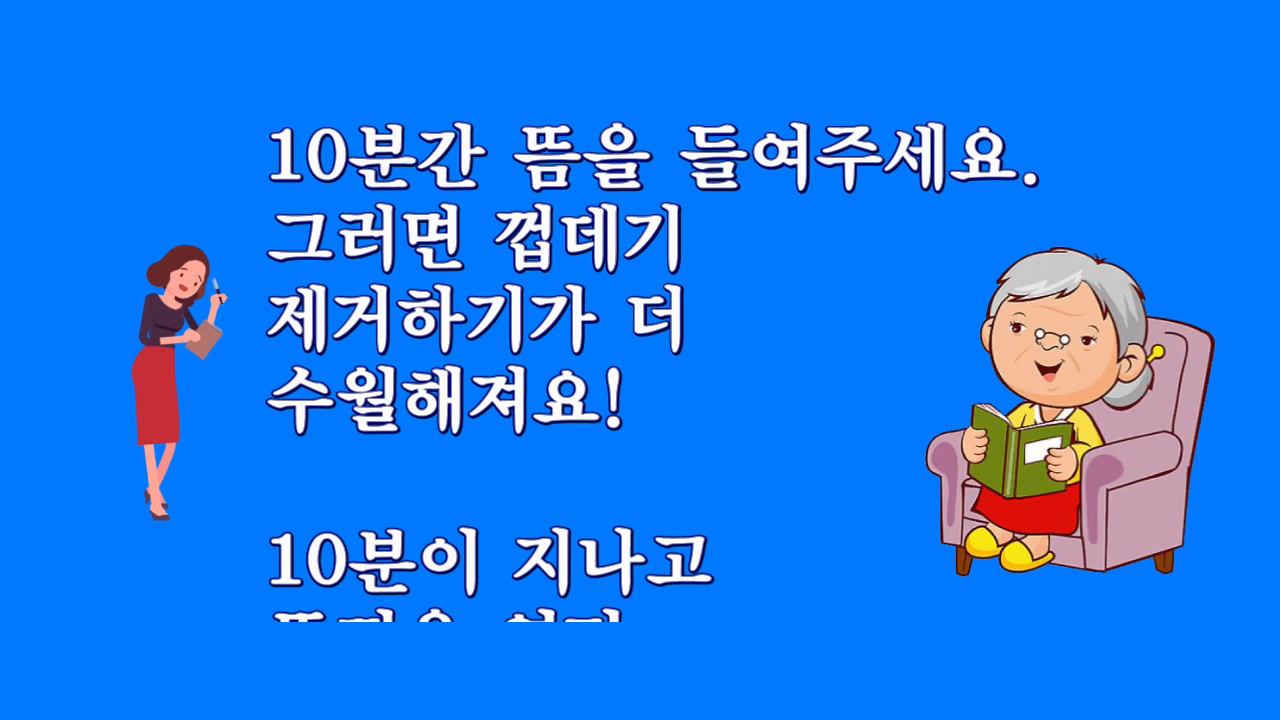 10분간 뜸을 들여주세요.
그러면 껍데기
제거하기가 더
수월해져요!
10분이 지나고